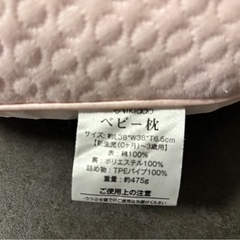 Mikiddo
ベビー枕
サイズ：約L38*W38*T6.5cm
【新生児（0ヶ月）～3歳用】
表：綿100%
裏：ポリエステル100%
詰め物：TPEパイプ100%
重量：約475g
ご使用上の注意